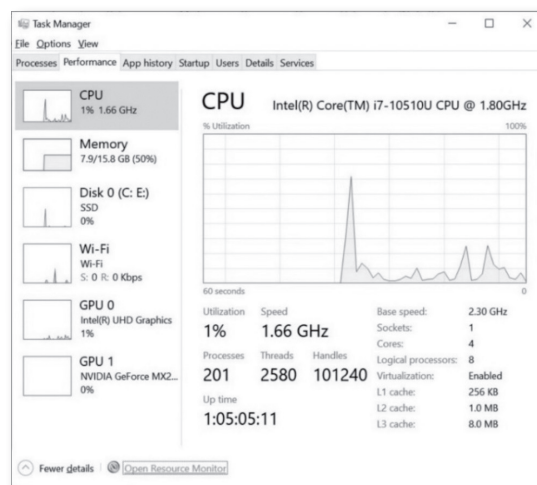 Task Manager
File Options View
Processes Performance App history Startup Users Details Services
CPU
1% 1.66 GHz
Memory
7.9/15.8 GB (50%)
Disk 0 (C: E:)
SSD
0%
Wi-Fi
Wi-Fi
S: 0 R: 0 Kbps
GPU 0
Intel(R) UHD Graphics
1%
GPU 1
NVIDIA GeForce MX2...
0%
CPU Intel(R) Core(TM) i7-10510U CPU @ 1.80GHz
% Utilization 100%
60 seconds 0
Utilization Speed
1% 1.66 GHz
Processes Threads Handles
201 2580 101240
Up time
1:05:05:11
Base speed: 2.30 GHz
Sockets: 1
Cores: 4
Logical processors: 8
Virtualization: Enabled
L1 cache: 256 KB
L2 cache: 1.0 MB
L3 cache: 8.0 MB
Fewer details Open Resource Monitor